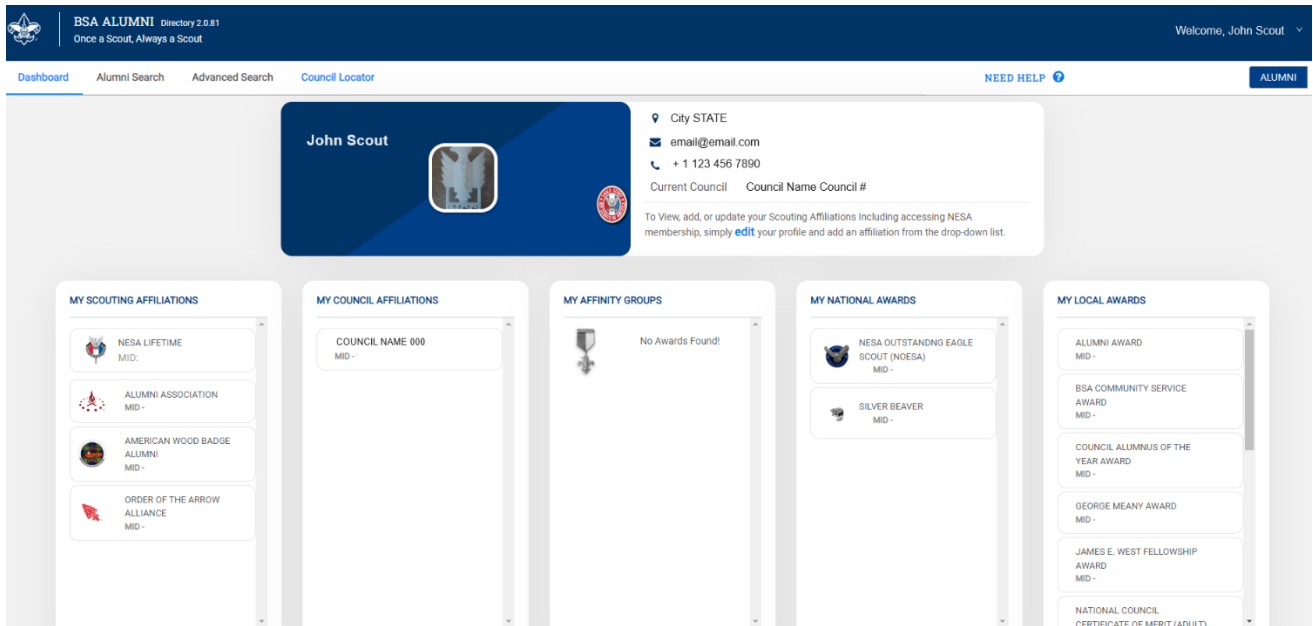 BSA ALUMNI Directory 2.0.81
Once a Scout, Always a Scout
Welcome, John Scout
Dashboard Alumni Search Advanced Search Council Locator
NEED HELP ?
ALUMNI
John Scout
City STATE
email@email.com
+ 1 123 456 7890
Current Council Council Name Council #
To View, add, or update your Scouting Affiliations Including accessing NESA
membership, simply edit your profile and add an affiliation from the drop-down list.
MY SCOUTING AFFILIATIONS
NESA LIFETIME
MID:
ALUMNI ASSOCIATION
MID -
AMERICAN WOOD BADGE
ALUMNI
MID -
ORDER OF THE ARROW
ALLIANCE
MID -
MY COUNCIL AFFILIATIONS
COUNCIL NAME 000
MID -
MY AFFINITY GROUPS
No Awards Found!
MY NATIONAL AWARDS
NESA OUTSTANDNG EAGLE
SCOUT (NOESA)
MID -
SILVER BEAVER
MID -
MY LOCAL AWARDS
ALUMNI AWARD
MID -
BSA COMMUNITY SERVICE
AWARD
MID -
COUNCIL ALUMNUS OF THE
YEAR AWARD
MID -
GEORGE MEANY AWARD
MID -
JAMES E. WEST FELLOWSHIP
AWARD
MID -
NATIONAL COUNCIL
CERTIFICATE OF MERIT (ADULT)